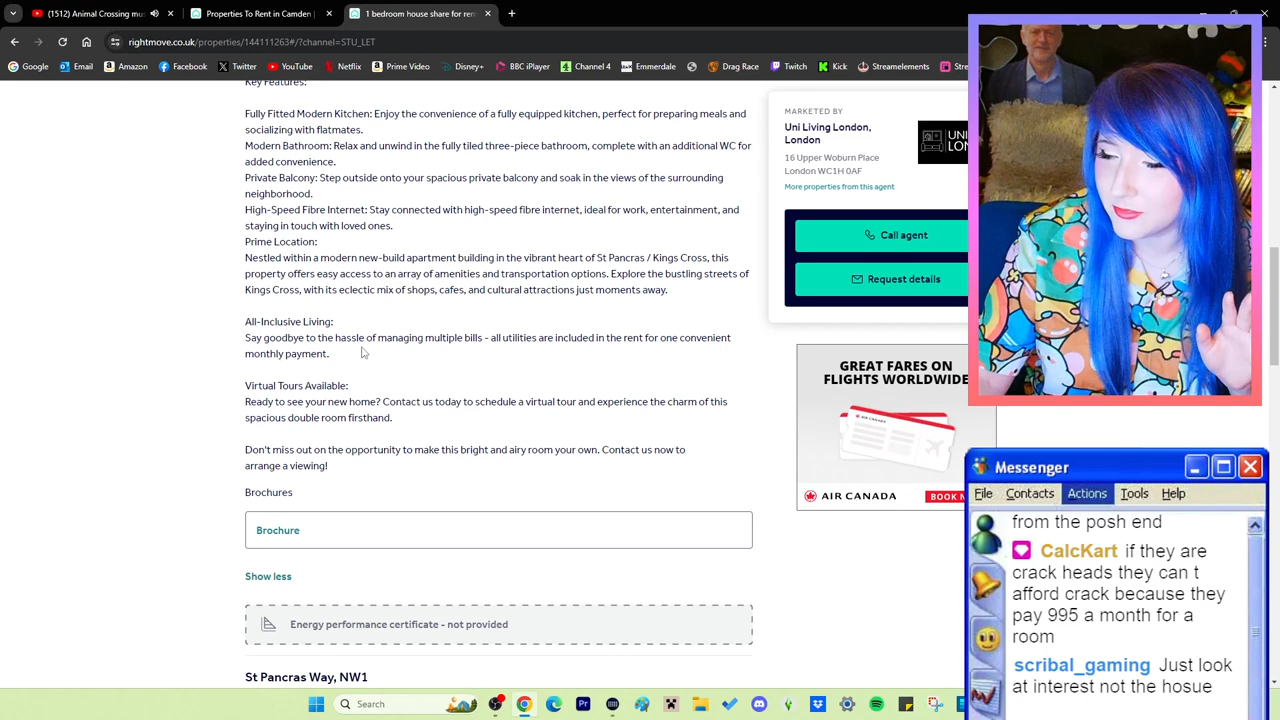 (1512) Animal Crossing mus
Properties To Let in Camden
1 bedroom house share for ren
rightmove.co.uk/properties/144111263#/?channel=STU_LET
Google
Amazon
Facebook
Twitter
YouTube
Netflix
Prime Video
Disney+
BBC iPlayer
Channel 4
Emmerdale
Drag Race
Twitch
Kick
Streamelements
Key Features:
Fully Fitted Modern Kitchen: Enjoy the convenience of a fully equipped kitchen, perfect for preparing meals and
socializing with flatmates.
Modern Bathroom: Relax and unwind in the fully tiled three-piece bathroom, complete with an additional WC for
added convenience.
Private Balcony: Step outside onto your spacious private balcony and soak in the views of the surrounding
neighborhood.
High-Speed Fibre Internet: Stay connected with high-speed fibre internet, ideal for work, entertainment, and
staying in touch with loved ones.
Prime Location:
Nestled within a modern new-build apartment building in the vibrant heart of St Pancras / Kings Cross, this
property offers easy access to an array of amenities and transportation options. Explore the bustling streets of
Kings Cross, with its eclectic mix of shops, cafes, and cultural attractions just moments away.
All-Inclusive Living:
Say goodbye to the hassle of managing multiple bills - all utilities are included in the rent for one convenient
monthly payment.
Virtual Tours Available:
Ready to see your new home? Contact us today to schedule a virtual tour and experience the charm of this
spacious double room firsthand.
Don't miss out on the opportunity to make this bright and airy room your own. Contact us now to
arrange a viewing!
Brochures
Brochure
Show less
Energy performance certificate - not provided
St Pancras Way, NW1
MARKETED BY
Uni Living London,
London
16 Upper Woburn Place
London WC1H 0AF
More properties from this agent
UNI
LON
Call agent
Request details
GREAT FARES ON
FLIGHTS WORLDWIDE
AIR CANADA
AIR CANADA
BOOK N
Messenger
File Contacts Actions Tools Help
from the posh end
CalcKart if they are
crack heads they can t
afford crack because they
pay 995 a month for a
room
scribal_gaming Just look
at interest not the hosue
Search